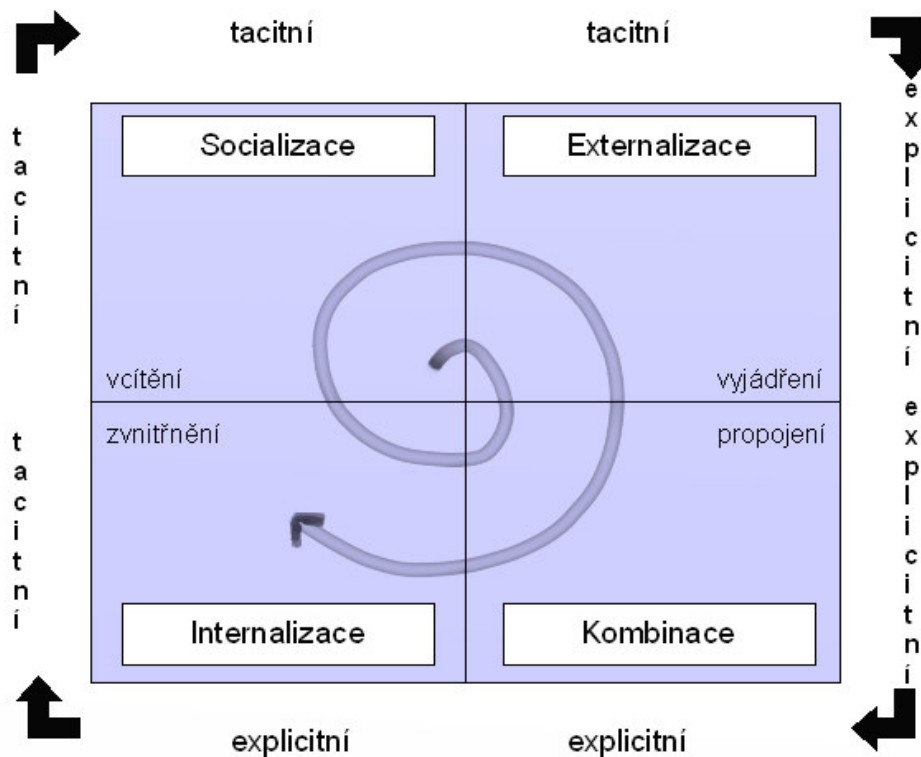 tacitní
tacitní
tacitní
explicitní
Socializace
Externalizace
vcítění
vyjádření
zvnitřnění
propojení
tacitní
explicitní
Internalizace
Kombinace
explicitní
explicitní